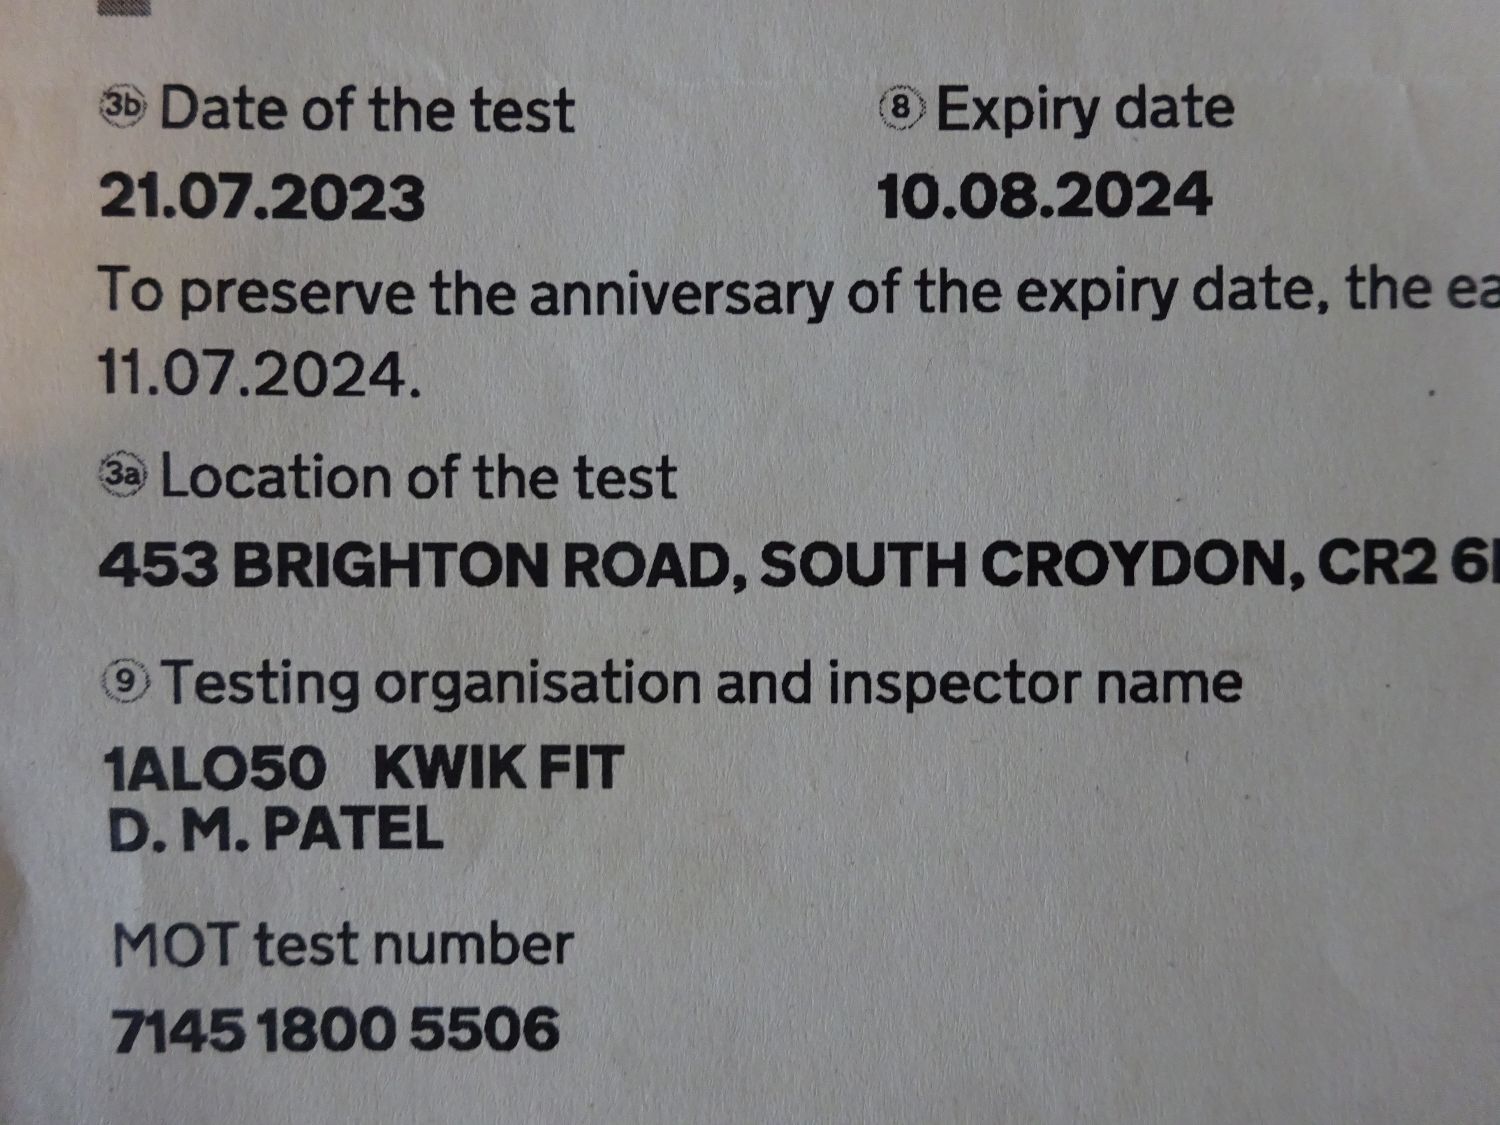 3b Date of the test
8 Expiry date
21.07.2023
10.08.2024
To preserve the anniversary of the expiry date, the
11.07.2024.
3a Location of the test
453 BRIGHTON ROAD, SOUTH CROYDON, CR2
9 Testing organisation and inspector name
1ALO50 KWIK FIT
D. M. PATEL
MOT test number
7145 1800 5506